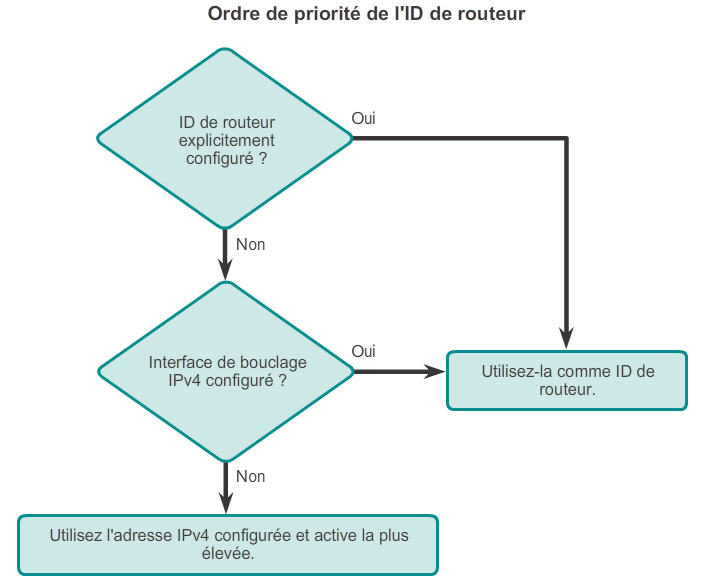 Ordre de priorité de l'ID de routeur
ID de routeur
explicitement
configuré ?
Oui
Non
Interface de bouclage
IPv4 configuré ?
Oui
Utilisez-la comme ID de
routeur.
Non
Utilisez l'adresse IPv4 configurée et active la plus
élevée.